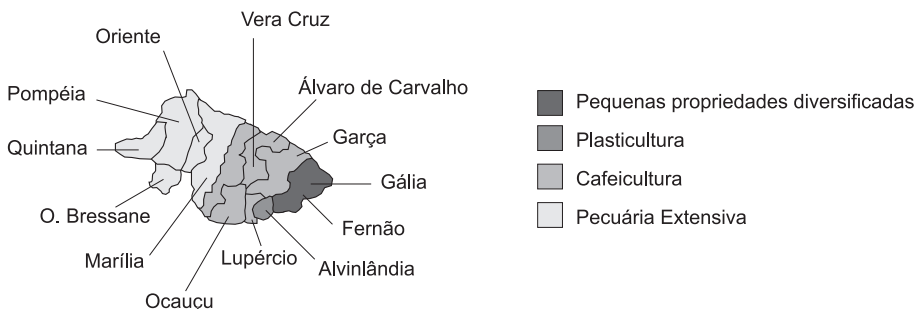 Vera Cruz
Oriente
Pompéia
Álvaro de Carvalho
Garça
Quintana
Gália
O. Bressane
Fernão
Marília
Lupércio
Alvinlândia
Ocauçu
Pequenas propriedades diversificadas
Plasticultura
Cafeicultura
Pecuária Extensiva